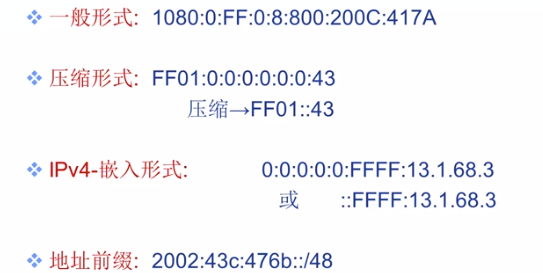 ❖ 一般形式: 1080:0:FF:0:8:800:200C:417A
❖ 压缩形式: FF01:0:0:0:0:0:0:43
压缩→FF01::43
❖ IPv4-嵌入形式: 0:0:0:0:0:FFFF:13.1.68.3
或 ::FFFF:13.1.68.3
❖ 地址前缀: 2002:43c:476b::/48